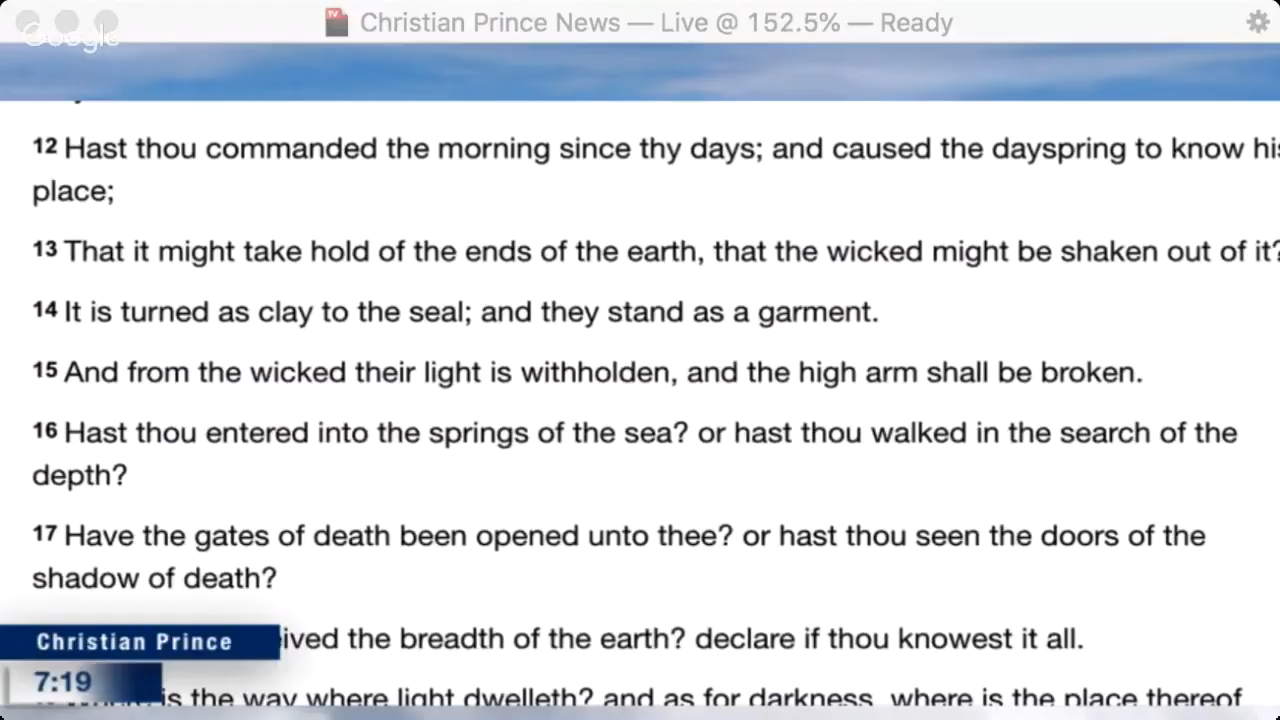 Christian Prince News — Live @ 152.5% — Ready
Google
12 Hast thou commanded the morning since thy days; and caused the dayspring to know his
place;
13 That it might take hold of the ends of the earth, that the wicked might be shaken out of it?
14 It is turned as clay to the seal; and they stand as a garment.
15 And from the wicked their light is withholden, and the high arm shall be broken.
16 Hast thou entered into the springs of the sea? or hast thou walked in the search of the
depth?
17 Have the gates of death been opened unto thee? or hast thou seen the doors of the
shadow of death?
Christian Prince
ived the breadth of the earth? declare if thou knowest it all.
7:19
is the way where light dwelleth? and as for darkness, where is the place thereof